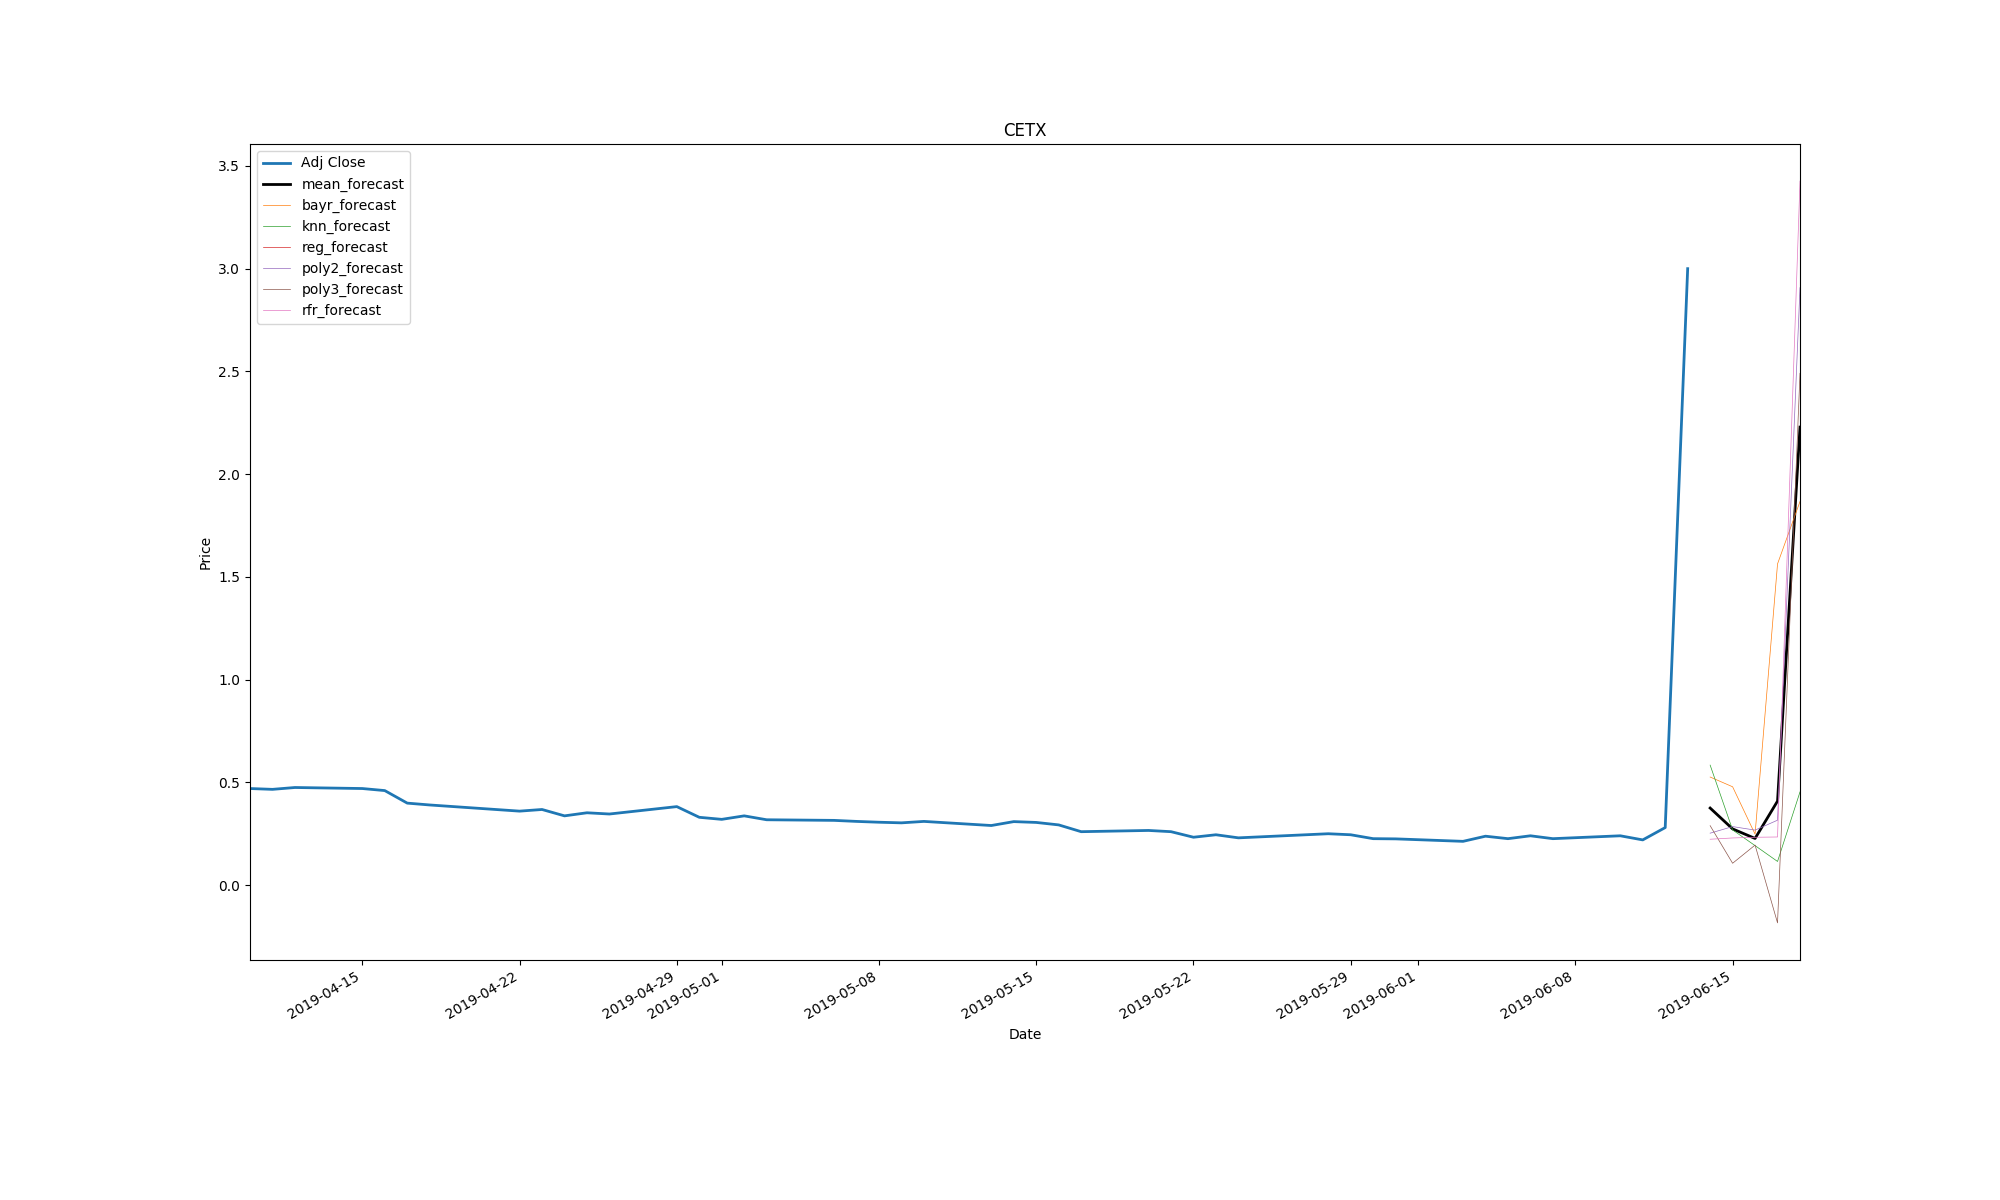 CETX
Adj Close
mean_forecast
bayr_forecast
knn_forecast
reg_forecast
poly2_forecast
poly3_forecast
rfr_forecast
3.5
3.0
2.5
2.0
1.5
1.0
0.5
0.0
Price
2019-04-15
2019-04-22
2019-04-29
2019-05-01
2019-05-08
2019-05-15
2019-05-22
2019-05-29
2019-06-01
2019-06-08
2019-06-15
Date